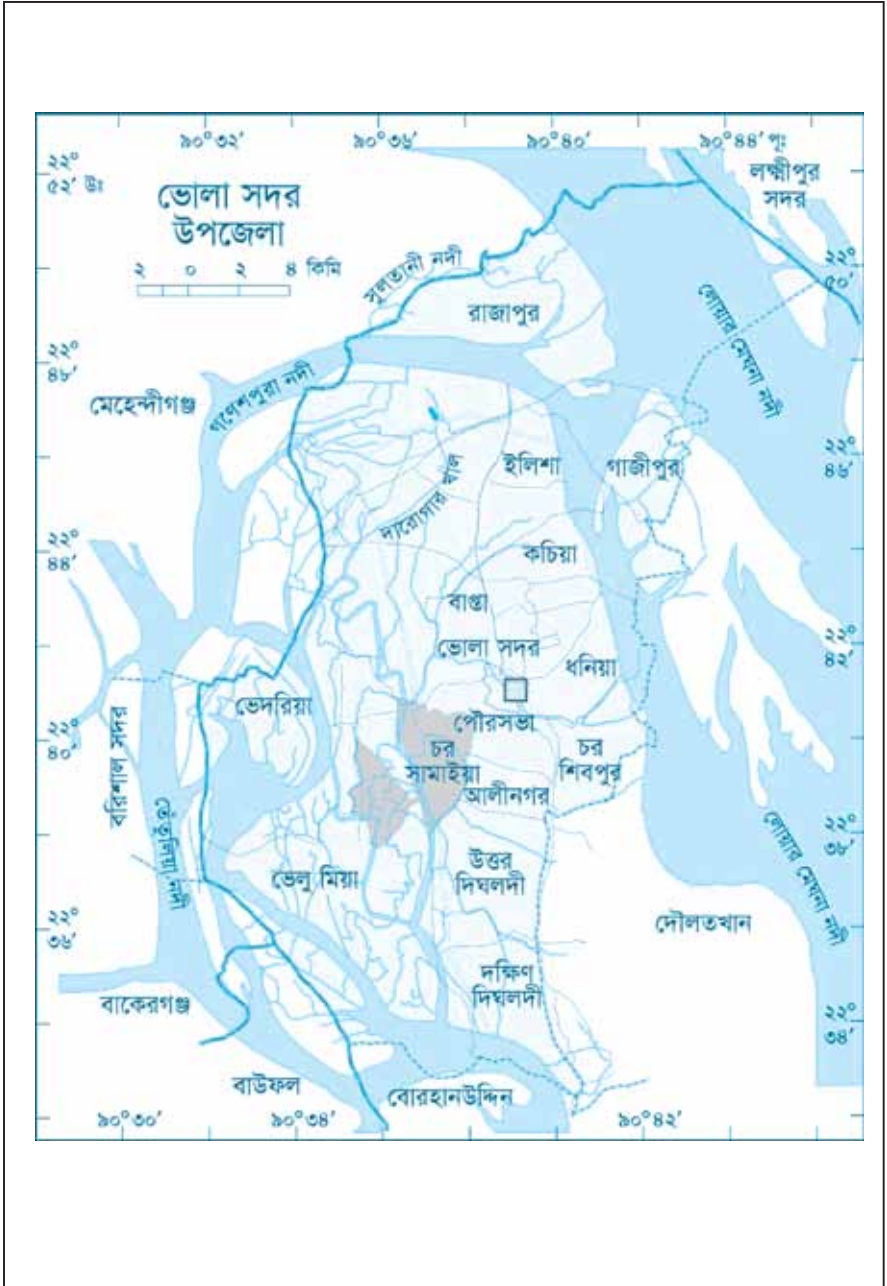 ৯০°৩২′
৯০°৩৬′
৯০°৪০′
৯০°৪৪′ পূঃ
২২°
৫২′ উঃ
ভোলা সদর
উপজেলা
২ ০ ২ ৪ কিমি
লক্ষ্মীপুর
সদর
সুলতানী নদী
২২°
৫০′
রাজাপুর
লোয়ার মেঘনা নদী
২২°
৪৮′
গণেশপুরা নদী
মেহেন্দীগঞ্জ
ইলিশা
গাজীপুর
২২°
৪৬′
দারোগার খাল
২২°
৪৪′
কচিয়া
বাপ্তা
ভোলা সদর
২২°
৪২′
ধনিয়া
ভেদরিয়া
পৌরসভা
২২°
৪০′
চর
সামাইয়া
চর
শিবপুর
বরিশাল সদর
আলীনগর
তেঁতুলিয়া নদী
২২°
৩৮′
লোয়ার মেঘনা নদী
উত্তর
দিঘলদী
ভেলু মিয়া
২২°
৩৬′
দৌলতখান
দক্ষিণ
দিঘলদী
বাকেরগঞ্জ
২২°
৩৪′
বাউফল
বোরহানউদ্দিন
৯০°৩০′
৯০°৩৪′
৯০°৪২′